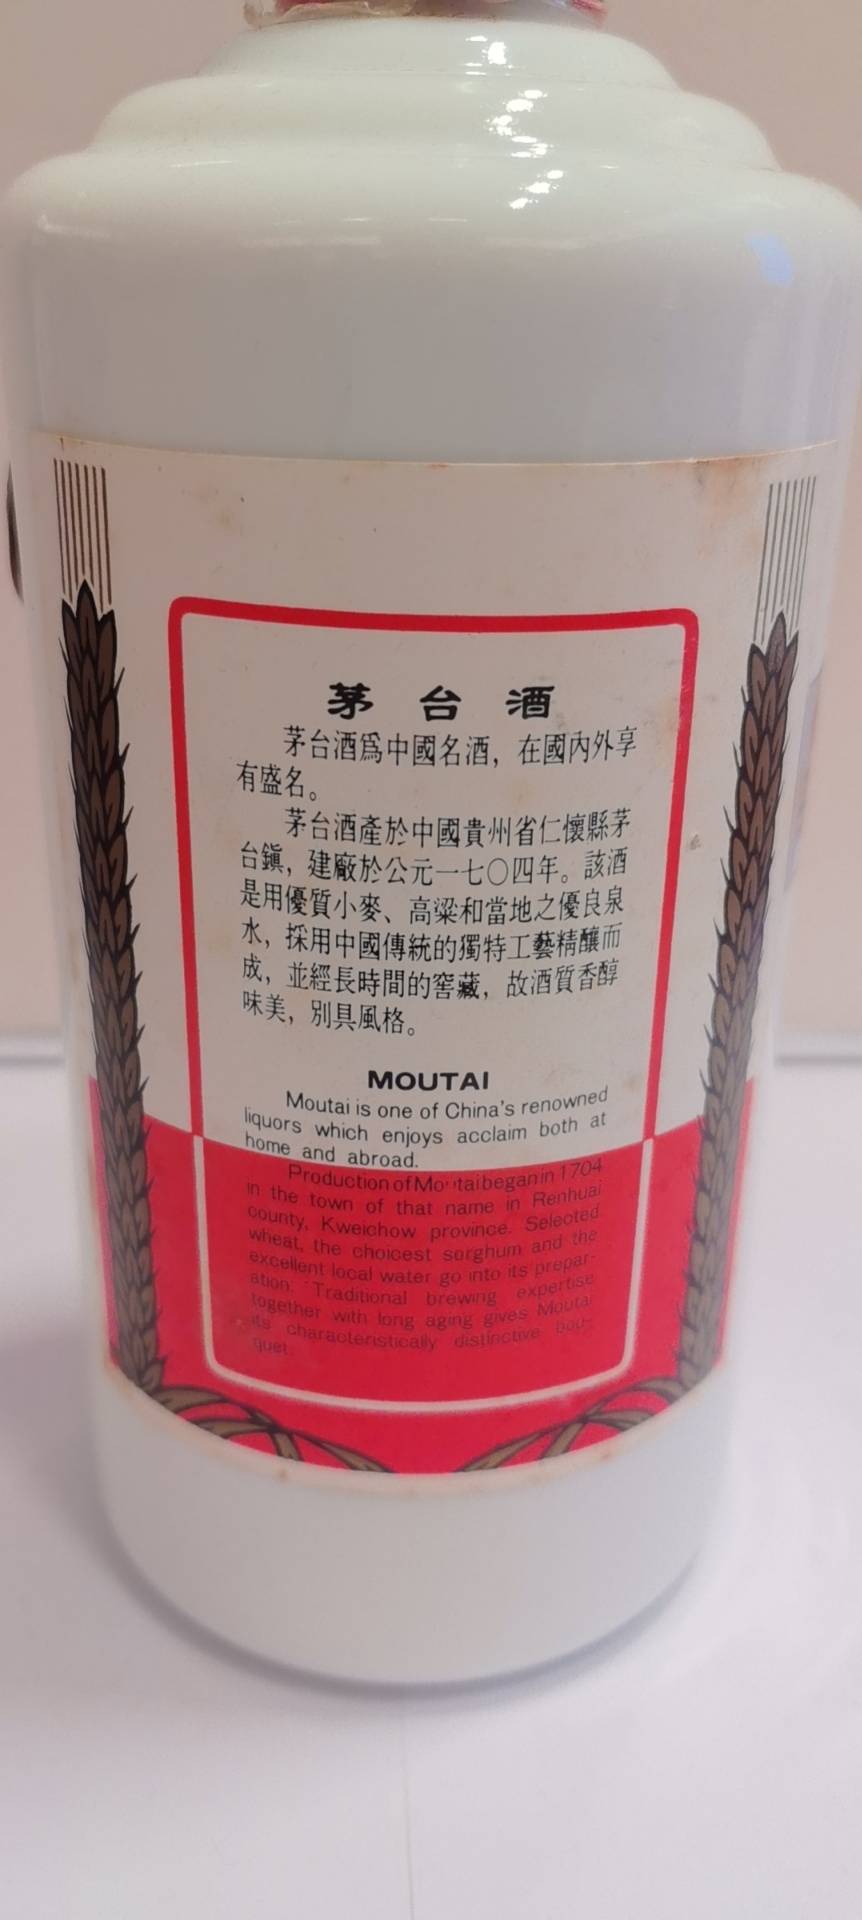 茅台酒
茅台酒爲中國名酒，在國內外享
有盛名。
茅台酒產於中國貴州省仁懷縣茅
台鎭，建廠於公元一七〇四年。該酒
是用優質小麥、高粱和當地之優良泉
水，採用中國傳統的獨特工藝精釀而
成，並經長時間的窖藏，故酒質香醇
味美，別具風格。
MOUTAI
Moutai is one of China's renowned
liquors which enjoys acclaim both at
home and abroad.
Production of Moutai began in 1704
in the town of that name in Renhuai
county, Kweichow province. Selected
wheat, the choicest sorghum and the
excellent local water go into its prepar-
ation. Traditional brewing expertise
together with long aging gives Moutai
its characteristically distinctive bou-
quet.